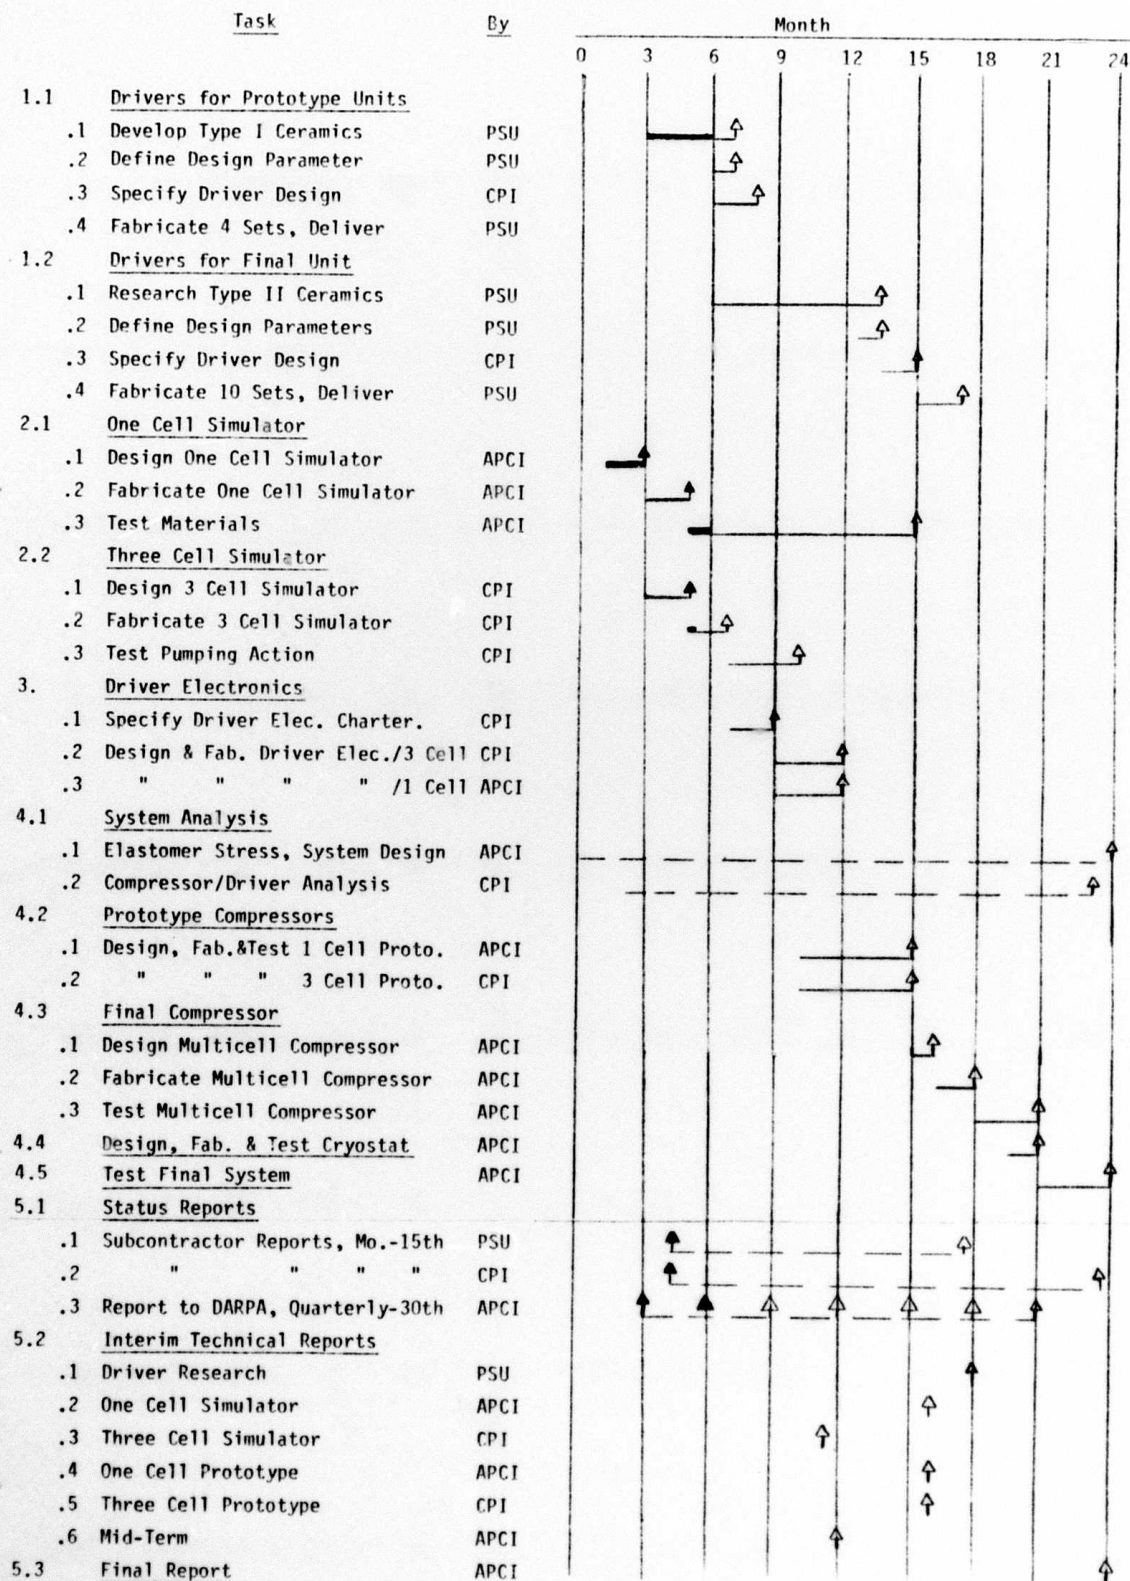 Task By Month
0 3 6 9 12 15 18 21 24
1.1 Drivers for Prototype Units
.1 Develop Type I Ceramics PSU
.2 Define Design Parameter PSU
.3 Specify Driver Design CPI
.4 Fabricate 4 Sets, Deliver PSU
1.2 Drivers for Final Unit
.1 Research Type II Ceramics PSU
.2 Define Design Parameters PSU
.3 Specify Driver Design CPI
.4 Fabricate 10 Sets, Deliver PSU
2.1 One Cell Simulator
.1 Design One Cell Simulator APCI
.2 Fabricate One Cell Simulator APCI
.3 Test Materials APCI
2.2 Three Cell Simulator
.1 Design 3 Cell Simulator CPI
.2 Fabricate 3 Cell Simulator CPI
.3 Test Pumping Action CPI
3. Driver Electronics
.1 Specify Driver Elec. Charter. CPI
.2 Design & Fab. Driver Elec./3 Cell CPI
.3 " " " " /1 Cell APCI
4.1 System Analysis
.1 Elastomer Stress, System Design APCI
.2 Compressor/Driver Analysis CPI
4.2 Prototype Compressors
.1 Design, Fab.&Test 1 Cell Proto. APCI
.2 " " " 3 Cell Proto. CPI
4.3 Final Compressor
.1 Design Multicell Compressor APCI
.2 Fabricate Multicell Compressor APCI
.3 Test Multicell Compressor APCI
4.4 Design, Fab. & Test Cryostat APCI
4.5 Test Final System APCI
5.1 Status Reports
.1 Subcontractor Reports, Mo.-15th PSU
.2 " " " " CPI
.3 Report to DARPA, Quarterly-30th APCI
5.2 Interim Technical Reports
.1 Driver Research PSU
.2 One Cell Simulator APCI
.3 Three Cell Simulator CPI
.4 One Cell Prototype APCI
.5 Three Cell Prototype CPI
.6 Mid-Term APCI
5.3 Final Report APCI